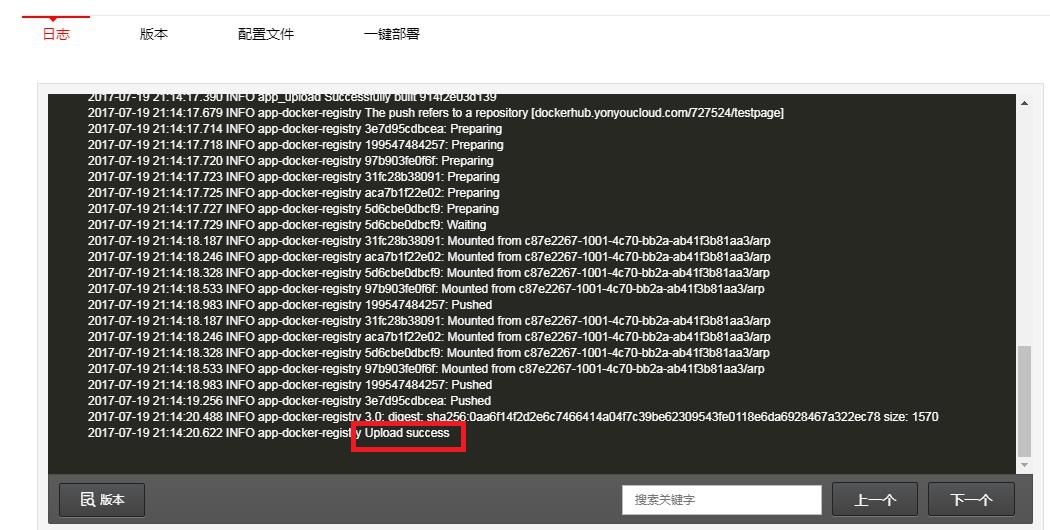 日志 版本 配置文件 一键部署
2017-07-19 21:14:17.390 INFO app_upload Successfully built 914f2e03d139
2017-07-19 21:14:17.679 INFO app-docker-registry The push refers to a repository [dockerhub.yonyoucloud.com/727524/testpage]
2017-07-19 21:14:17.714 INFO app-docker-registry 3e7d95cdbcea: Preparing
2017-07-19 21:14:17.718 INFO app-docker-registry 199547484257: Preparing
2017-07-19 21:14:17.720 INFO app-docker-registry 97b903fe0f6f: Preparing
2017-07-19 21:14:17.723 INFO app-docker-registry 31fc28b38091: Preparing
2017-07-19 21:14:17.725 INFO app-docker-registry aca7b1f22e02: Preparing
2017-07-19 21:14:17.727 INFO app-docker-registry 5d6cbe0dbcf9: Preparing
2017-07-19 21:14:17.729 INFO app-docker-registry 5d6cbe0dbcf9: Waiting
2017-07-19 21:14:18.187 INFO app-docker-registry 31fc28b38091: Mounted from c87e2267-1001-4c70-bb2a-ab41f3b81aa3/arp
2017-07-19 21:14:18.246 INFO app-docker-registry aca7b1f22e02: Mounted from c87e2267-1001-4c70-bb2a-ab41f3b81aa3/arp
2017-07-19 21:14:18.328 INFO app-docker-registry 5d6cbe0dbcf9: Mounted from c87e2267-1001-4c70-bb2a-ab41f3b81aa3/arp
2017-07-19 21:14:18.533 INFO app-docker-registry 97b903fe0f6f: Mounted from c87e2267-1001-4c70-bb2a-ab41f3b81aa3/arp
2017-07-19 21:14:18.983 INFO app-docker-registry 199547484257: Pushed
2017-07-19 21:14:18.187 INFO app-docker-registry 31fc28b38091: Mounted from c87e2267-1001-4c70-bb2a-ab41f3b81aa3/arp
2017-07-19 21:14:18.246 INFO app-docker-registry aca7b1f22e02: Mounted from c87e2267-1001-4c70-bb2a-ab41f3b81aa3/arp
2017-07-19 21:14:18.328 INFO app-docker-registry 5d6cbe0dbcf9: Mounted from c87e2267-1001-4c70-bb2a-ab41f3b81aa3/arp
2017-07-19 21:14:18.533 INFO app-docker-registry 97b903fe0f6f: Mounted from c87e2267-1001-4c70-bb2a-ab41f3b81aa3/arp
2017-07-19 21:14:18.983 INFO app-docker-registry 199547484257: Pushed
2017-07-19 21:14:19.256 INFO app-docker-registry 3e7d95cdbcea: Pushed
2017-07-19 21:14:20.488 INFO app-docker-registry 3.0: digest: sha256:0aa6f14f2d2e6c7466414a04f7c39be62309543fe0118e6da6928467a322ec78 size: 1570
2017-07-19 21:14:20.622 INFO app-docker-registry Upload success
版本 搜索关键字 上一个 下一个